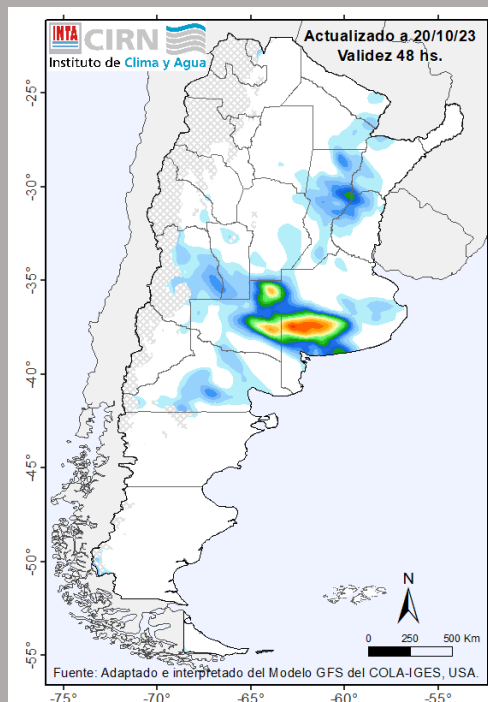 INTA CIRN
Instituto de Clima y Agua
Actualizado a 20/10/23
Validez 48 hs.
-25°
-30°
-35°
-40°
-45°
-50°
-55°
N
0 250 500 Km
Fuente: Adaptado e interpretado del Modelo GFS del COLA-IGES, USA.
-75° -70° -65° -60° -55°